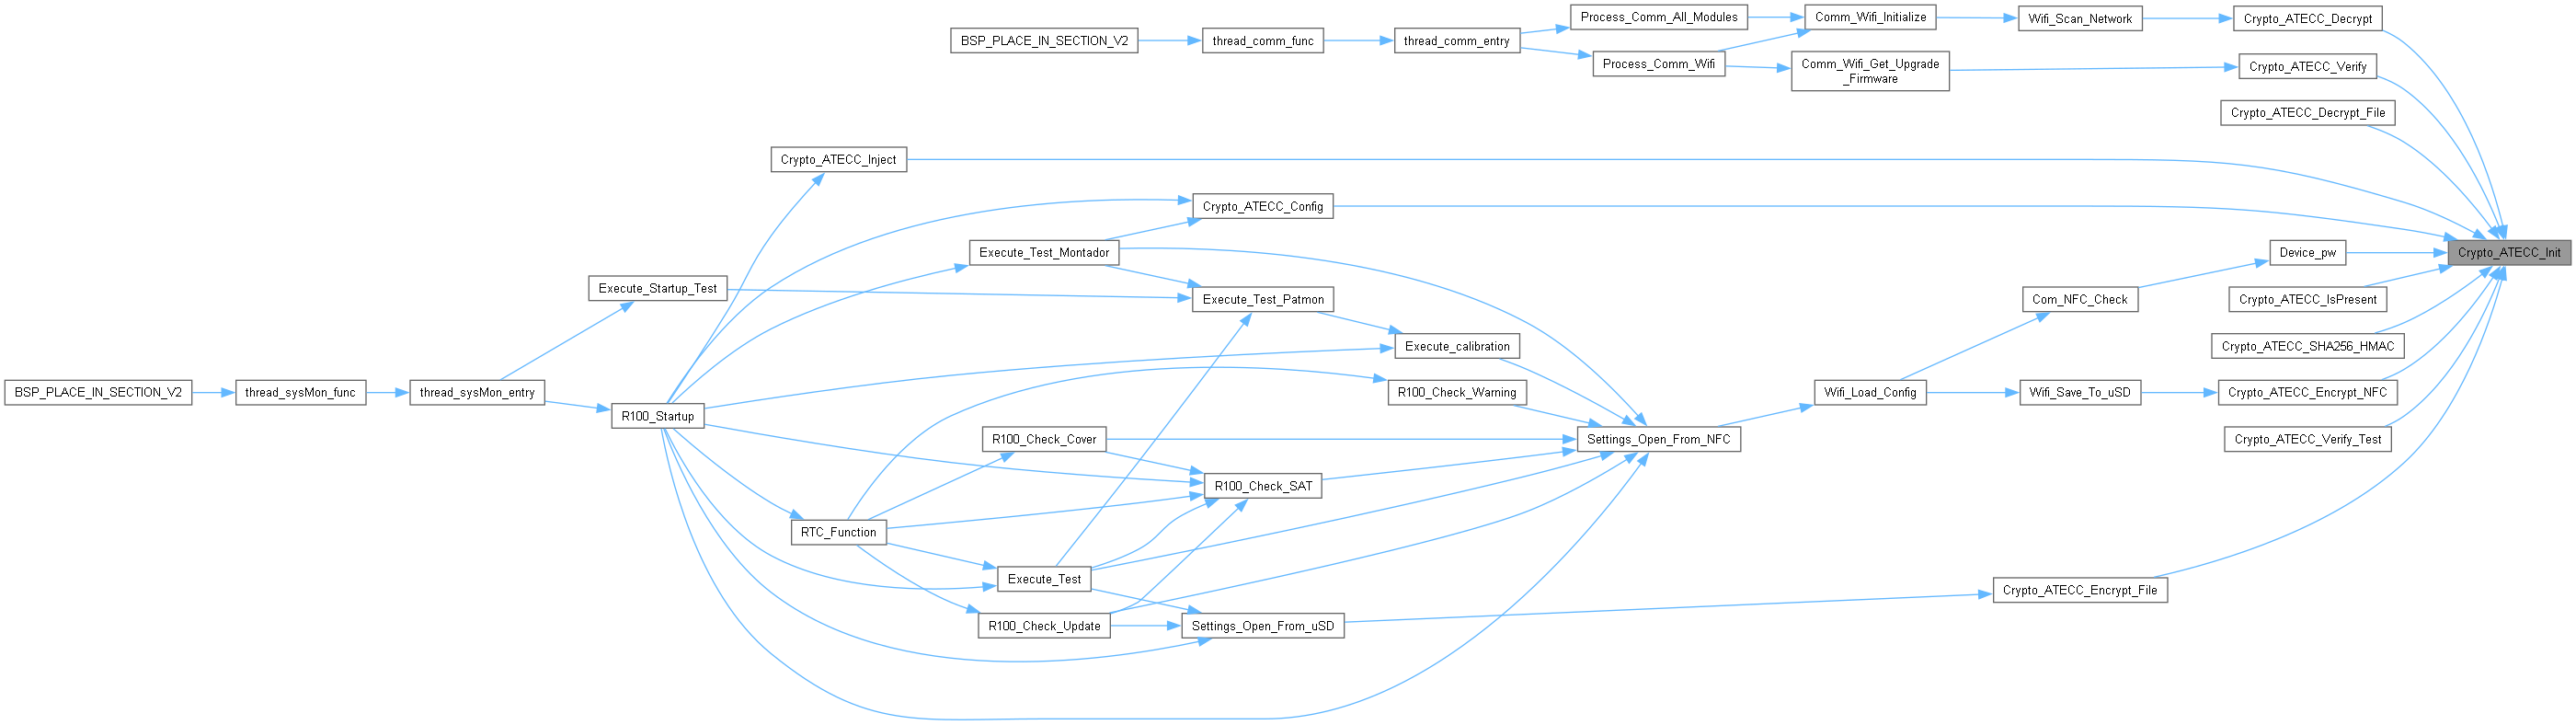 Process_Comm_All_Modules
Comm_Wifi_Initialize
Wifi_Scan_Network
Crypto_ATECC_Decrypt
BSP_PLACE_IN_SECTION_V2
thread_comm_func
thread_comm_entry
Process_Comm_Wifi
Comm_Wifi_Get_Upgrade
_Firmware
Crypto_ATECC_Verify
Crypto_ATECC_Decrypt_File
Crypto_ATECC_Inject
Crypto_ATECC_Config
Execute_Test_Montador
Device_pw
Crypto_ATECC_Init
Execute_Startup_Test
Execute_Test_Patmon
Com_NFC_Check
Crypto_ATECC_IsPresent
Execute_calibration
Crypto_ATECC_SHA256_HMAC
BSP_PLACE_IN_SECTION_V2
thread_sysMon_func
thread_sysMon_entry
R100_Check_Warning
Wifi_Load_Config
Wifi_Save_To_uSD
Crypto_ATECC_Encrypt_NFC
R100_Startup
R100_Check_Cover
Settings_Open_From_NFC
Crypto_ATECC_Verify_Test
R100_Check_SAT
RTC_Function
Execute_Test
Crypto_ATECC_Encrypt_File
R100_Check_Update
Settings_Open_From_uSD